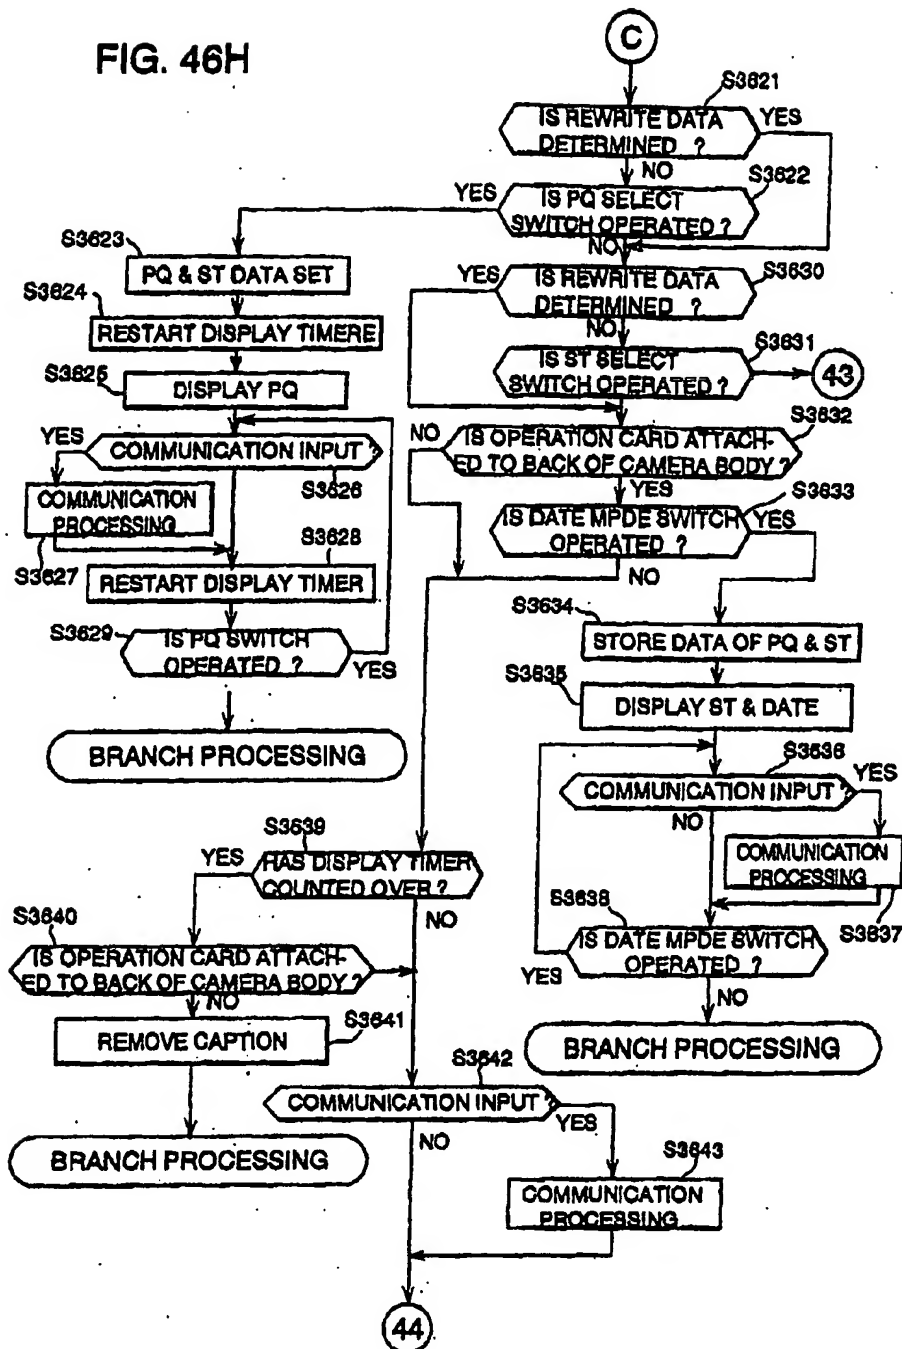 FIG. 46H
C
S3621
IS REWRITE DATA
DETERMINED ?
YES
NO
S3622
IS PQ SELECT
SWITCH OPERATED ?
YES
NO
S3623
PQ & ST DATA SET
S3624
RESTART DISPLAY TIMERE
S3625
DISPLAY PQ
YES
COMMUNICATION INPUT ?
S3626
COMMUNICATION
PROCESSING
S3627
S3628
RESTART DISPLAY TIMER
S3629
IS PQ SWITCH
OPERATED ?
YES
BRANCH PROCESSING
S3630
YES
IS REWRITE DATA
DETERMINED ?
NO
S3631
IS ST SELECT
SWITCH OPERATED ?
43
S3632
NO
IS OPERATION CARD ATTACH-
ED TO BACK OF CAMERA BODY ?
YES
S3633
IS DATE MPDE SWITCH
OPERATED ?
YES
NO
S3634
STORE DATA OF PQ & ST
S3635
DISPLAY ST & DATE
S3636
COMMUNICATION INPUT ?
YES
NO
COMMUNICATION
PROCESSING
S3637
S3638
IS DATE MPDE SWITCH
OPERATED ?
YES
NO
BRANCH PROCESSING
S3639
YES
HAS DISPLAY TIMER
COUNTED OVER ?
NO
S3640
IS OPERATION CARD ATTACH-
ED TO BACK OF CAMERA BODY ?
NO
S3641
REMOVE CAPTION
BRANCH PROCESSING
S3642
COMMUNICATION INPUT ?
YES
NO
S3643
COMMUNICATION
PROCESSING
44